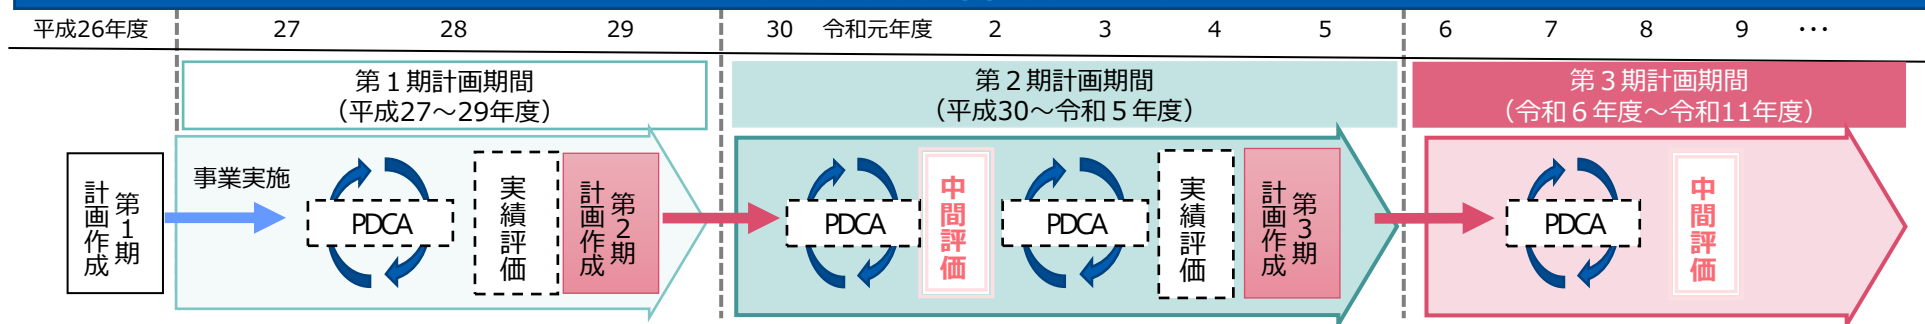 平成26年度 27 28 29 30 令和元年度 2 3 4 5 6 7 8 9 ・・・
第１期計画期間
（平成27～29年度）
第２期計画期間
（平成30～令和５年度）
第３期計画期間
（令和６年度～令和11年度）
第1期
計画作成
事業実施
PDCA
実績評価
第2期
計画作成
PDCA
中間評価
PDCA
実績評価
第3期
計画作成
PDCA
中間評価